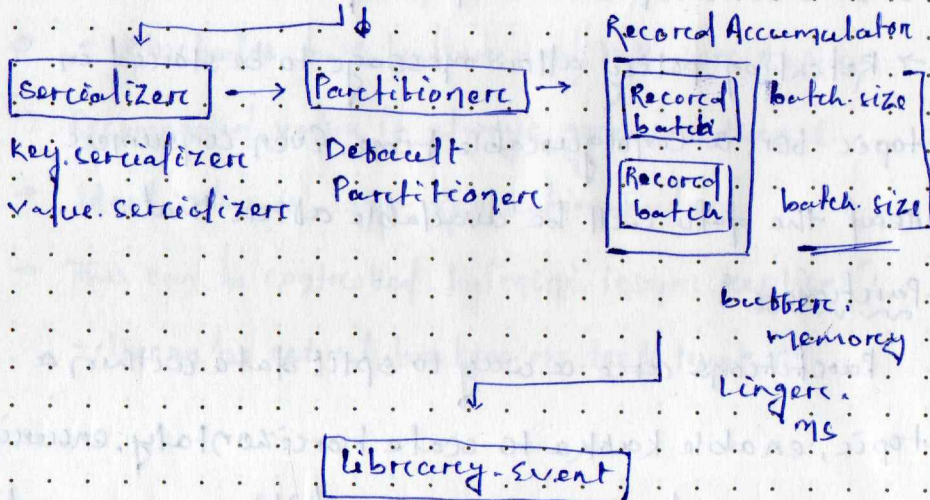 Record Accumulator
Serializer
Partitioner
Record
batch
batch.size
key.serializer
value.serializer
Default
Partitioner
Record
batch
batch.size
buffer.
memory
linger.
ms
library-event